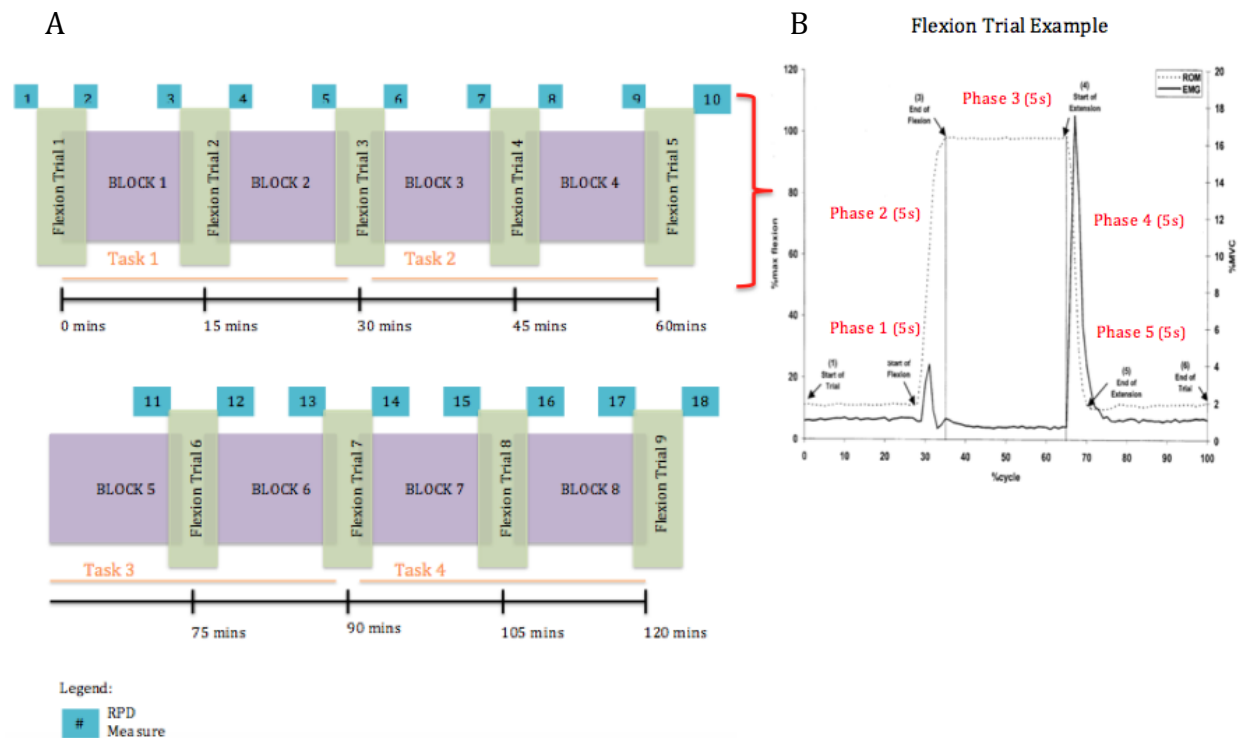 A
1
2
3
4
5
6
7
8
9
10
Flexion Trial 1
BLOCK 1
Flexion Trial 2
BLOCK 2
Flexion Trial 3
BLOCK 3
Flexion Trial 4
BLOCK 4
Flexion Trial 5
Task 1
Task 2
0 mins
15 mins
30 mins
45 mins
60mins
11
12
13
14
15
16
17
18
BLOCK 5
Flexion Trial 6
BLOCK 6
Flexion Trial 7
BLOCK 7
Flexion Trial 8
BLOCK 8
Flexion Trial 9
Task 3
Task 4
75 mins
90 mins
105 mins
120 mins
Legend:
#
RPD
Measure
B
Flexion Trial Example
ROM
EMG
120
100
80
60
40
20
0
%max flexion
20
18
16
14
12
10
8
6
4
2
0
%MVC
Phase 3 (5s)
(3)
End of
Flexion
(4)
Start of
Extension
Phase 2 (5s)
Phase 4 (5s)
Phase 1 (5s)
Phase 5 (5s)
(1)
Start of
Trial
Start of
Flexion
(5)
End of
Extension
(6)
End of
Trial
0
10
20
30
40
50
60
70
80
90
100
%cycle